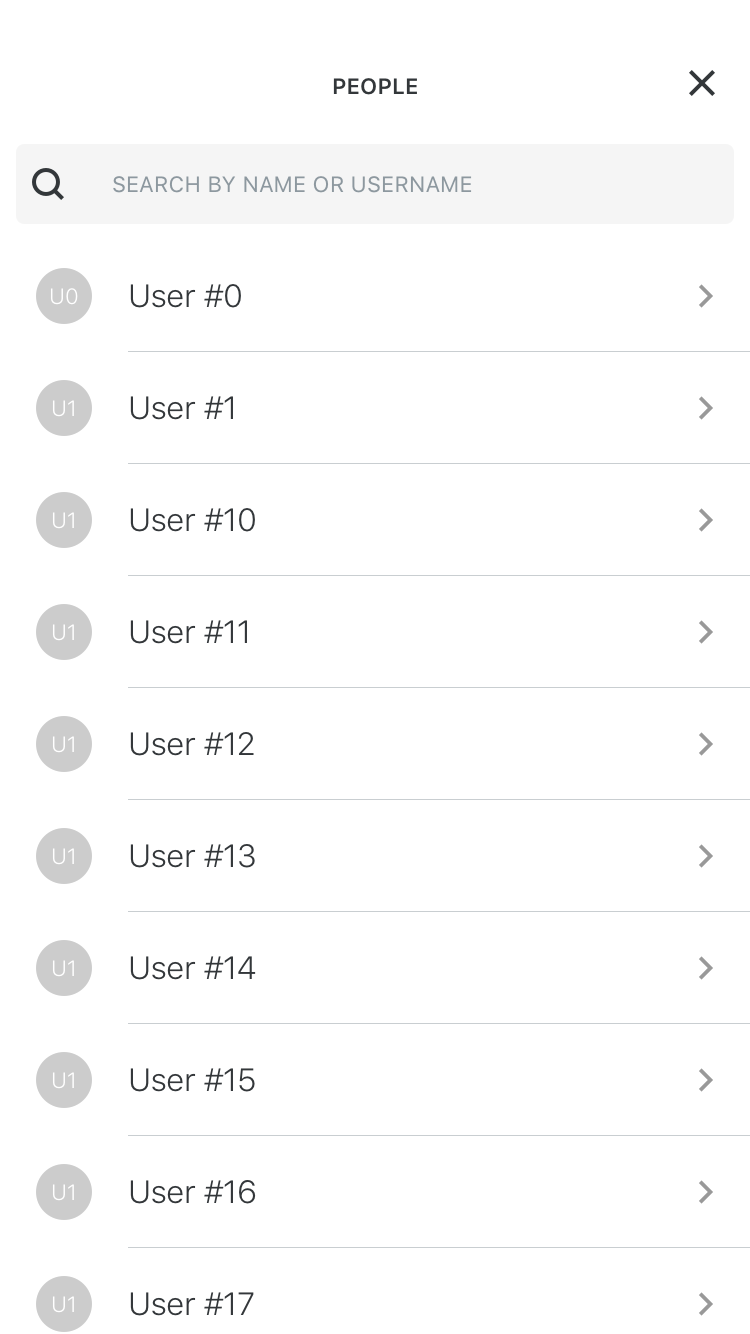 PEOPLE
SEARCH BY NAME OR USERNAME
U0 User #0
U1 User #1
U1 User #10
U1 User #11
U1 User #12
U1 User #13
U1 User #14
U1 User #15
U1 User #16
U1 User #17